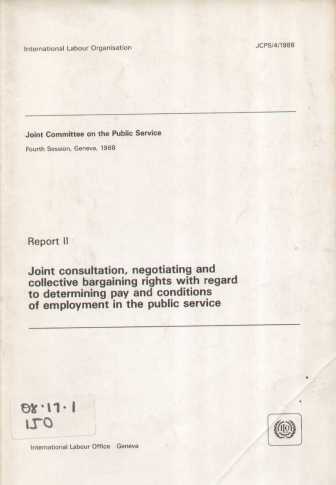 International Labour Organisation
JCPS/4/1988
Joint Committee on the Public Service
Fourth Session, Geneva, 1988
Report II
Joint consultation, negotiating and
collective bargaining rights with regard
to determining pay and conditions
of employment in the public service
08·17·1
ISO
International Labour Office Geneva